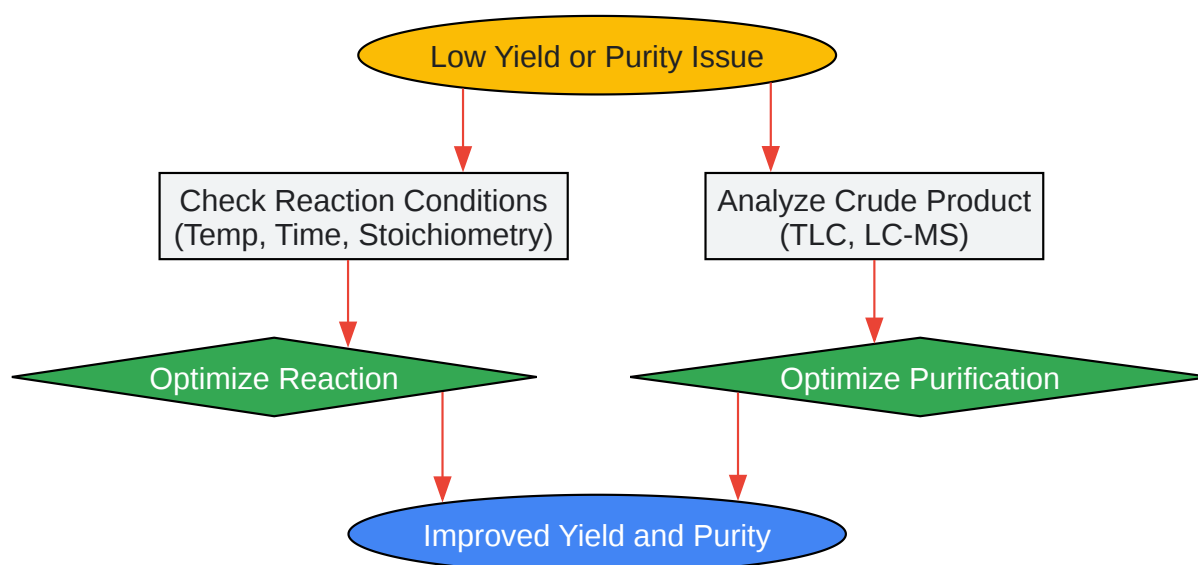 Low Yield or Purity Issue
Check Reaction Conditions
(Temp, Time, Stoichiometry)
Analyze Crude Product
(TLC, LC-MS)
Optimize Reaction
Optimize Purification
Improved Yield and Purity